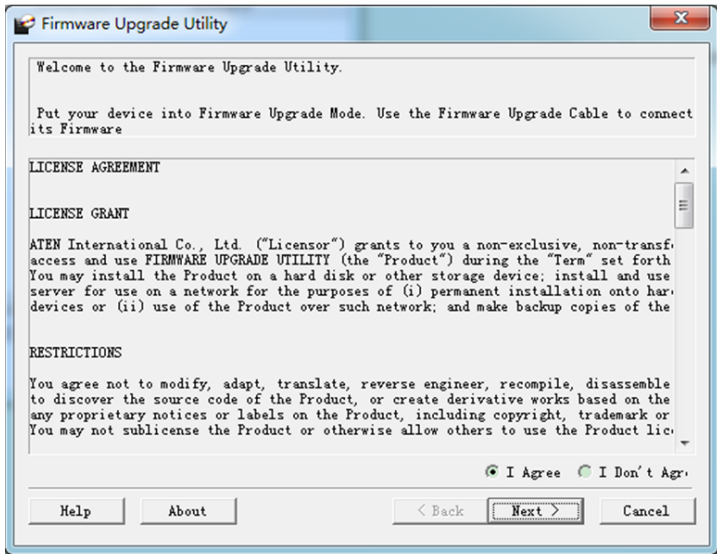 Firmware Upgrade Utility
Welcome to the Firmware Upgrade Utility.
Put your device into Firmware Upgrade Mode. Use the Firmware Upgrade Cable to connect
its Firmware
LICENSE AGREEMENT
LICENSE GRANT
ATEN International Co., Ltd. ("Licensor") grants to you a non-exclusive, non-transf
access and use FIRMWARE UPGRADE UTILITY (the "Product") during the "Term" set forth
You may install the Product on a hard disk or other storage device; install and use
server for use on a network for the purposes of (i) permanent installation onto har
devices or (ii) use of the Product over such network; and make backup copies of the
RESTRICTIONS
You agree not to modify, adapt, translate, reverse engineer, recompile, disassemble
to discover the source code of the Product, or create derivative works based on the
any proprietary notices or labels on the Product, including copyright, trademark or
You may not sublicense the Product or otherwise allow others to use the Product lic
I Agree I Don't Agr
Help About < Back Next > Cancel